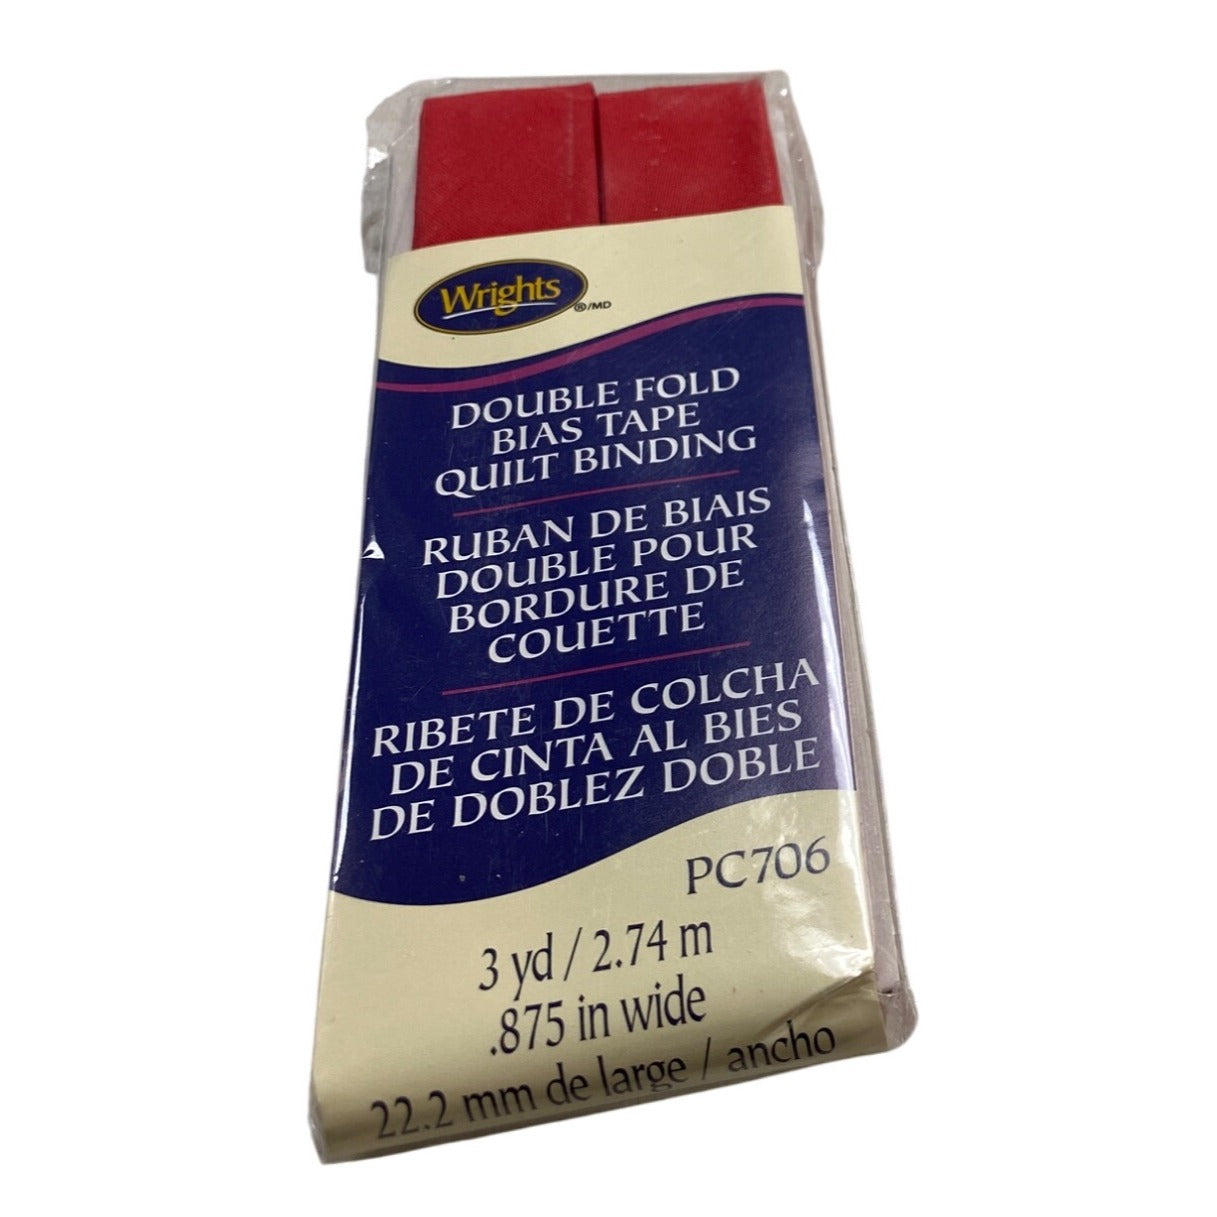 Wrights
®/MD
DOUBLE FOLD
BIAS TAPE
QUILT BINDING
RUBAN DE BIAIS
DOUBLE POUR
BORDURE DE
COUETTE
RIBETE DE COLCHA
DE CINTA AL BIES
DE DOBLEZ DOBLE
PC706
3 yd / 2.74 m
.875 in wide
22.2 mm de large / ancho